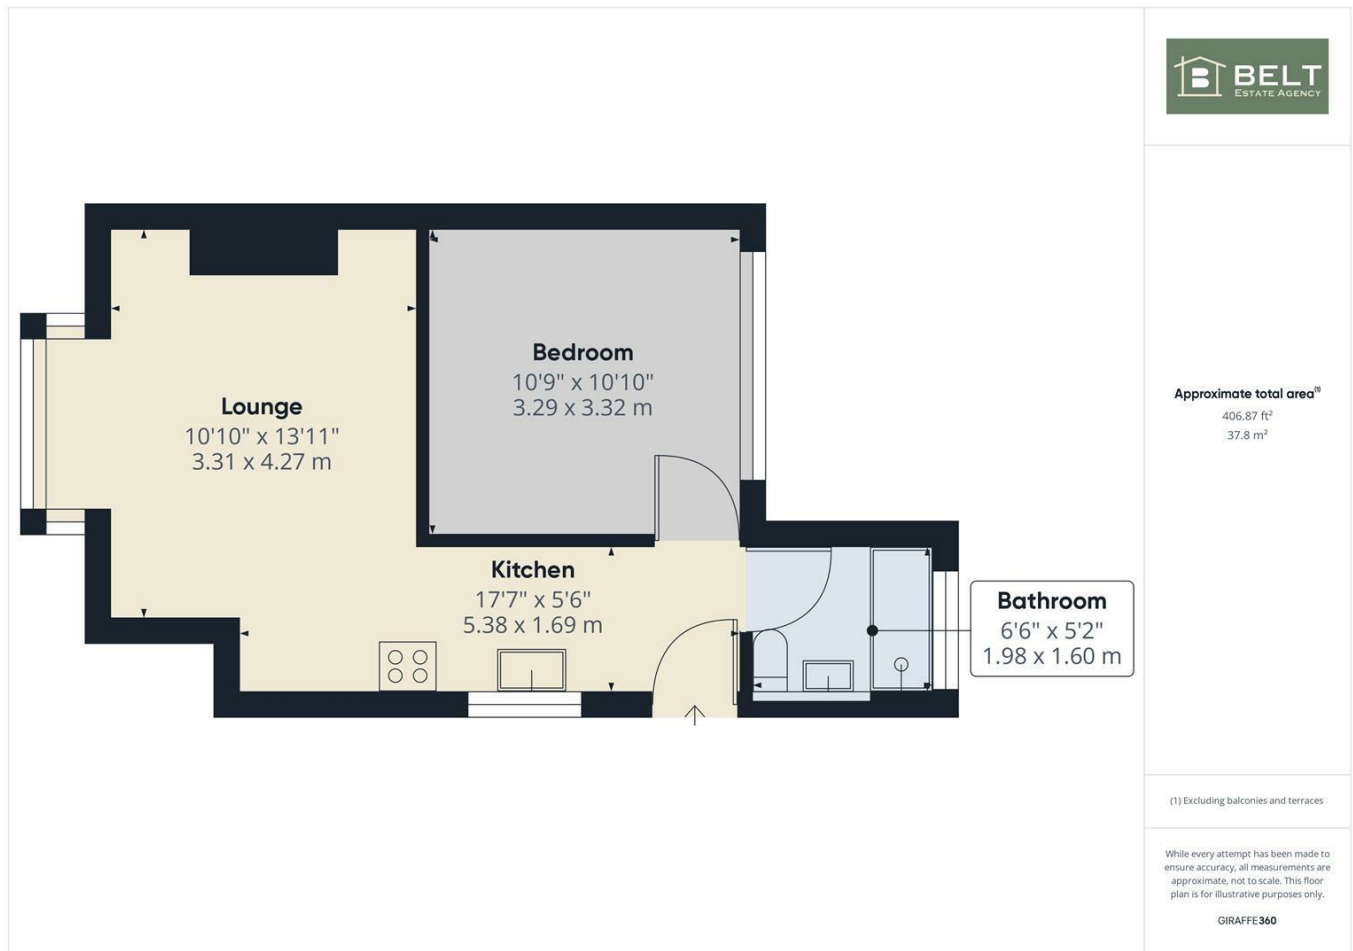 B BELT
ESTATE AGENCY
Lounge
10'10" x 13'11"
3.31 x 4.27 m
Bedroom
10'9" x 10'10"
3.29 x 3.32 m
Kitchen
17'7" x 5'6"
5.38 x 1.69 m
Bathroom
6'6" x 5'2"
1.98 x 1.60 m
Approximate total area⁽¹⁾
406.87 ft²
37.8 m²
(1) Excluding balconies and terraces
While every attempt has been made to
ensure accuracy, all measurements are
approximate, not to scale. This floor
plan is for illustrative purposes only.
GIRAFFE360